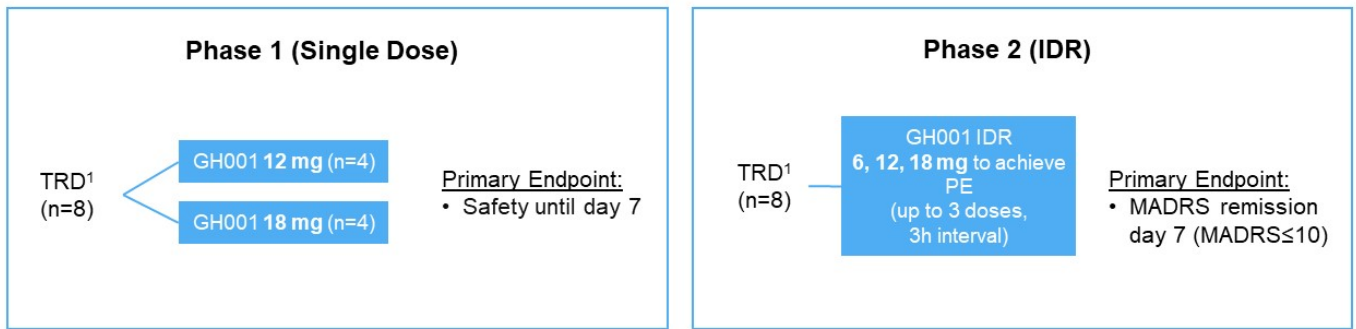 Phase 1 (Single Dose)
TRD¹
(n=8)
GH001 12 mg (n=4)
GH001 18 mg (n=4)
Primary Endpoint:
• Safety until day 7
Phase 2 (IDR)
TRD¹
(n=8)
GH001 IDR
6, 12, 18 mg to achieve
PE
(up to 3 doses,
3h interval)
Primary Endpoint:
• MADRS remission
day 7 (MADRS≤10)